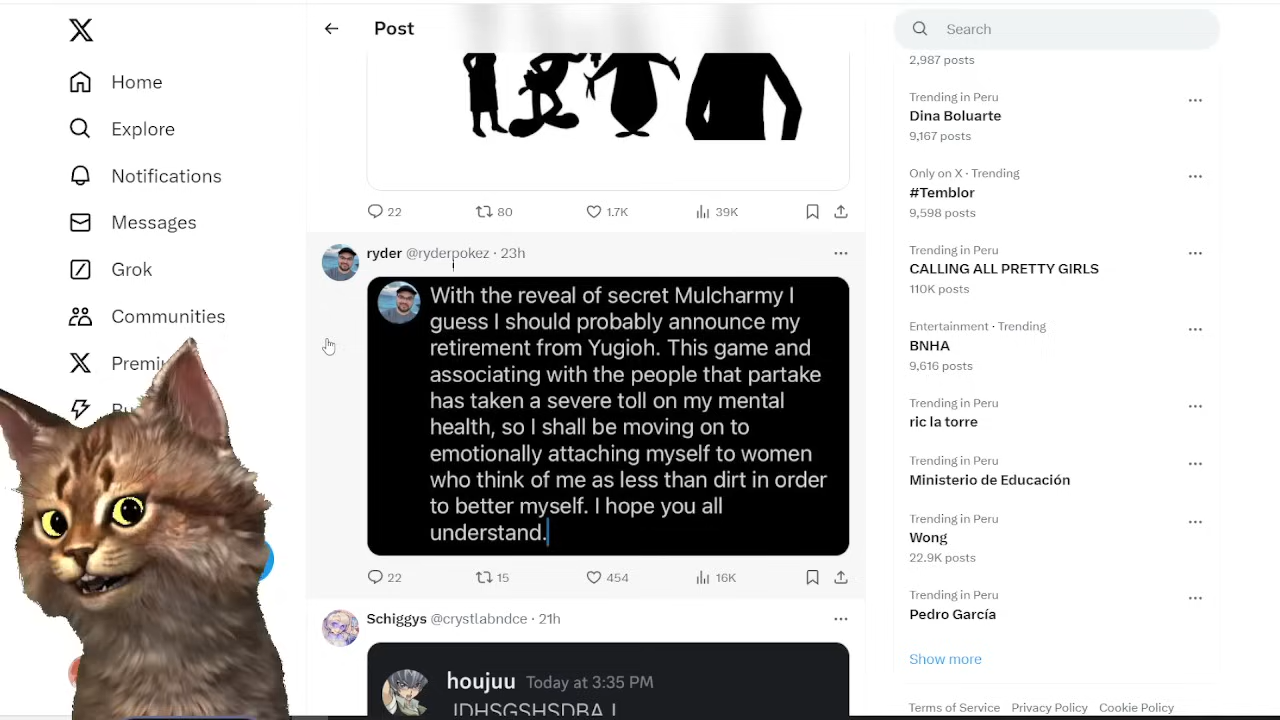 Home
Explore
Notifications
Messages
Grok
Communities
Post
22
80
1.7K
39K
ryder @ryderpokez · 23h
With the reveal of secret Mulcharmy I
guess I should probably announce my
retirement from Yugioh. This game and
associating with the people that partake
has taken a severe toll on my mental
health, so I shall be moving on to
emotionally attaching myself to women
who think of me as less than dirt in order
to better myself. I hope you all
understand.
22
15
454
16K
Schiggys @crystlabndce · 21h
houjuu Today at 3:35 PM
Search
2,987 posts
Trending in Peru
Dina Boluarte
9,167 posts
Only on X · Trending
#Temblor
9,598 posts
Trending in Peru
CALLING ALL PRETTY GIRLS
110K posts
Entertainment · Trending
BNHA
9,616 posts
Trending in Peru
ric la torre
Trending in Peru
Ministerio de Educación
Trending in Peru
Wong
22.9K posts
Trending in Peru
Pedro García
Show more
Terms of Service Privacy Policy Cookie Policy